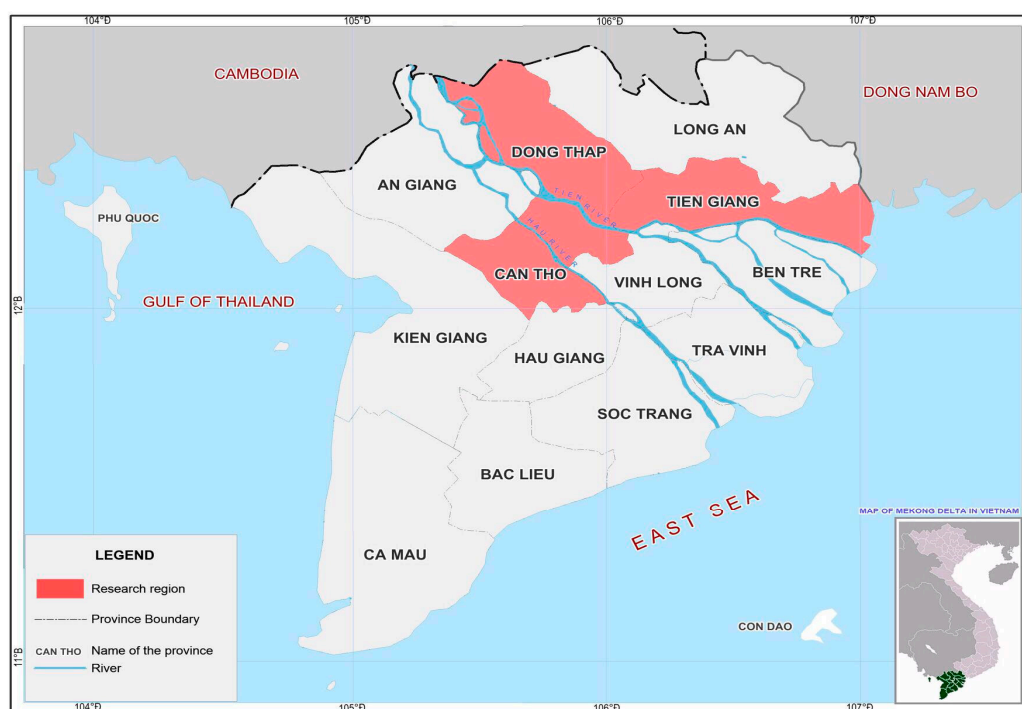 104°Đ
105°Đ
106°Đ
107°Đ
CAMBODIA
DONG NAM BO
LONG AN
DONG THAP
AN GIANG
TIEN RIVER
TIEN GIANG
PHU QUOC
HAU RIVER
CAN THO
VINH LONG
BEN TRE
GULF OF THAILAND
12°B
12°B
KIEN GIANG
HAU GIANG
TRA VINH
SOC TRANG
BAC LIEU
EAST SEA
MAP OF MEKONG DELTA IN VIETNAM
CA MAU
CON DAO
LEGEND
Research region
Province Boundary
CAN THO Name of the province
River
11°B
11°B
104°Đ
105°Đ
106°Đ
107°Đ